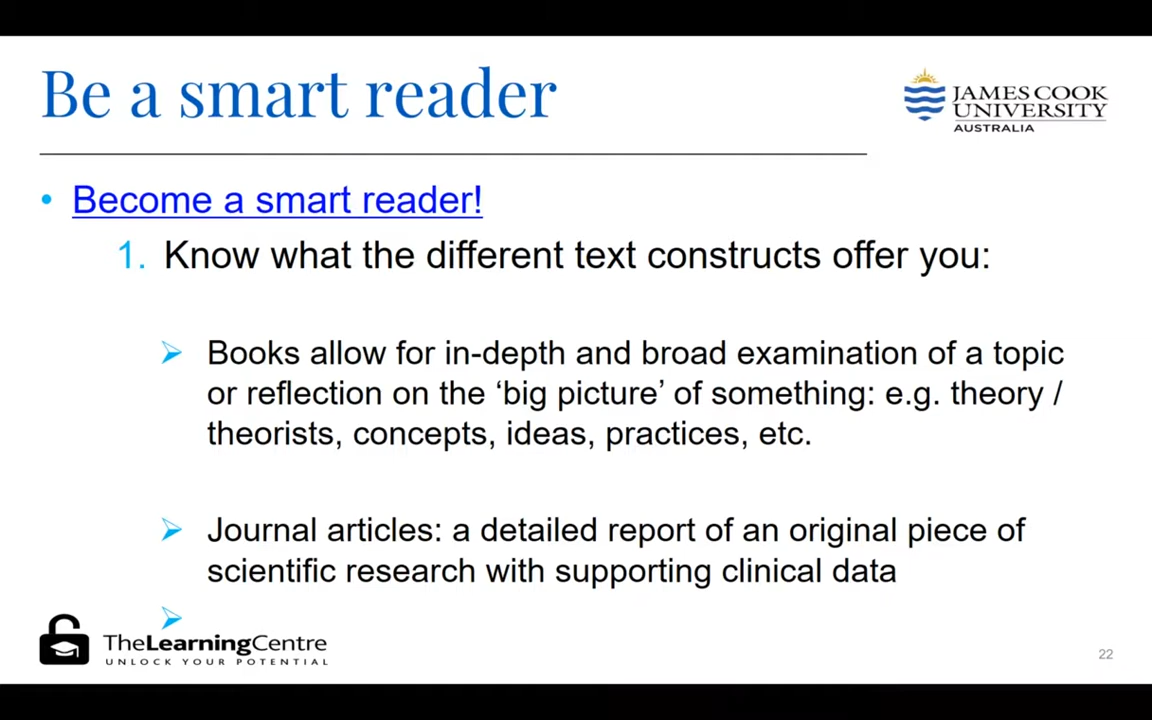 Be a smart reader
JAMES COOK
UNIVERSITY
AUSTRALIA
• Become a smart reader!
1. Know what the different text constructs offer you:
➢ Books allow for in-depth and broad examination of a topic
or reflection on the ‘big picture’ of something: e.g. theory /
theorists, concepts, ideas, practices, etc.
➢ Journal articles: a detailed report of an original piece of
scientific research with supporting clinical data
➢
TheLearningCentre
UNLOCK YOUR POTENTIAL
22